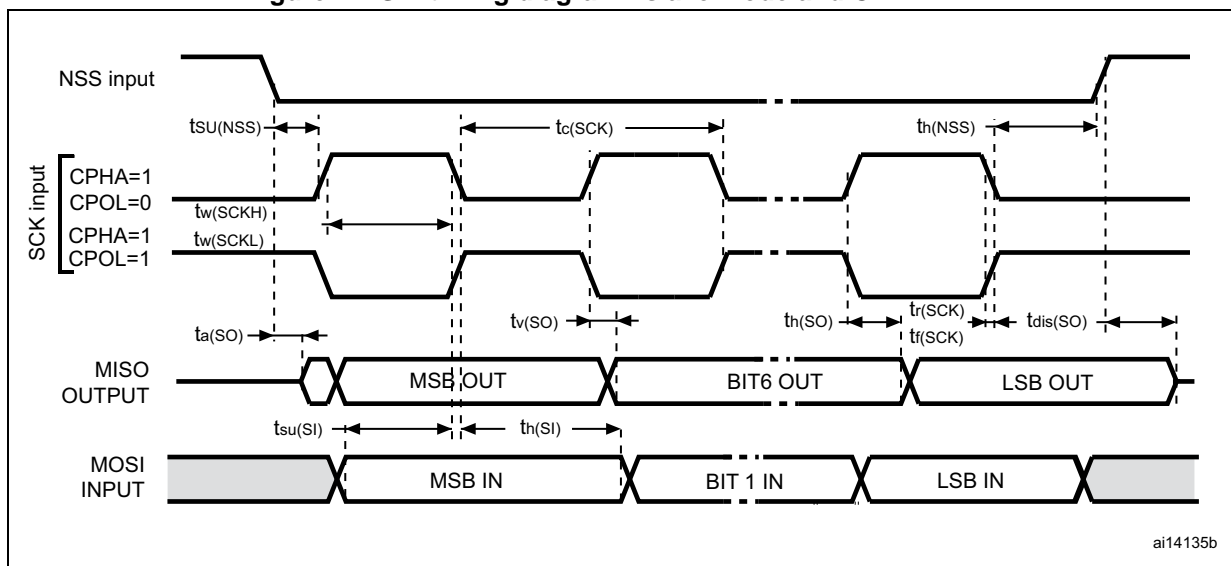 NSS input
tSU(NSS)
tc(SCK)
th(NSS)
SCK input
CPHA=1
CPOL=0
tw(SCKH)
CPHA=1
tw(SCKL)
CPOL=1
ta(SO)
tv(SO)
th(SO)
tr(SCK)
tf(SCK)
tdis(SO)
MISO
OUTPUT
MSB OUT
BIT6 OUT
LSB OUT
tsu(SI)
th(SI)
MOSI
INPUT
MSB IN
BIT 1 IN
LSB IN
ai14135b